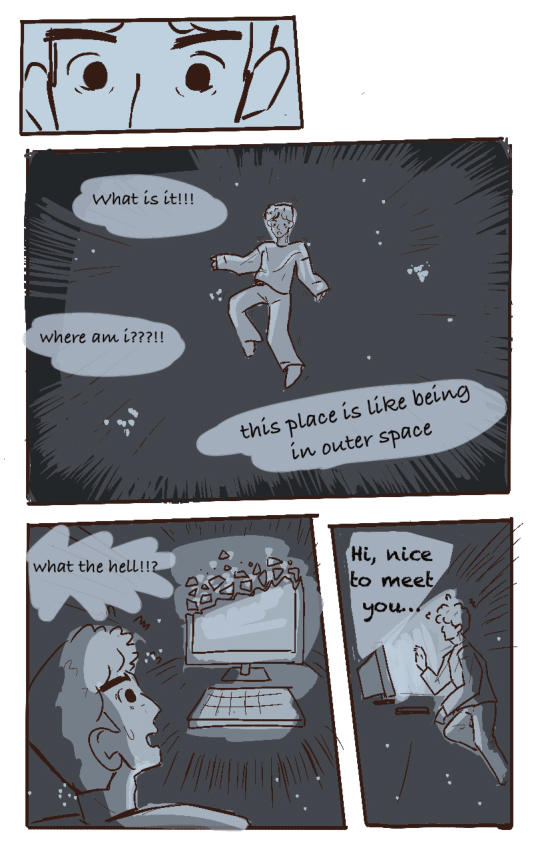 What is it!!!
where am i???!!
this place is like being
in outer space
what the hell!!?
Hi, nice
to meet
you...